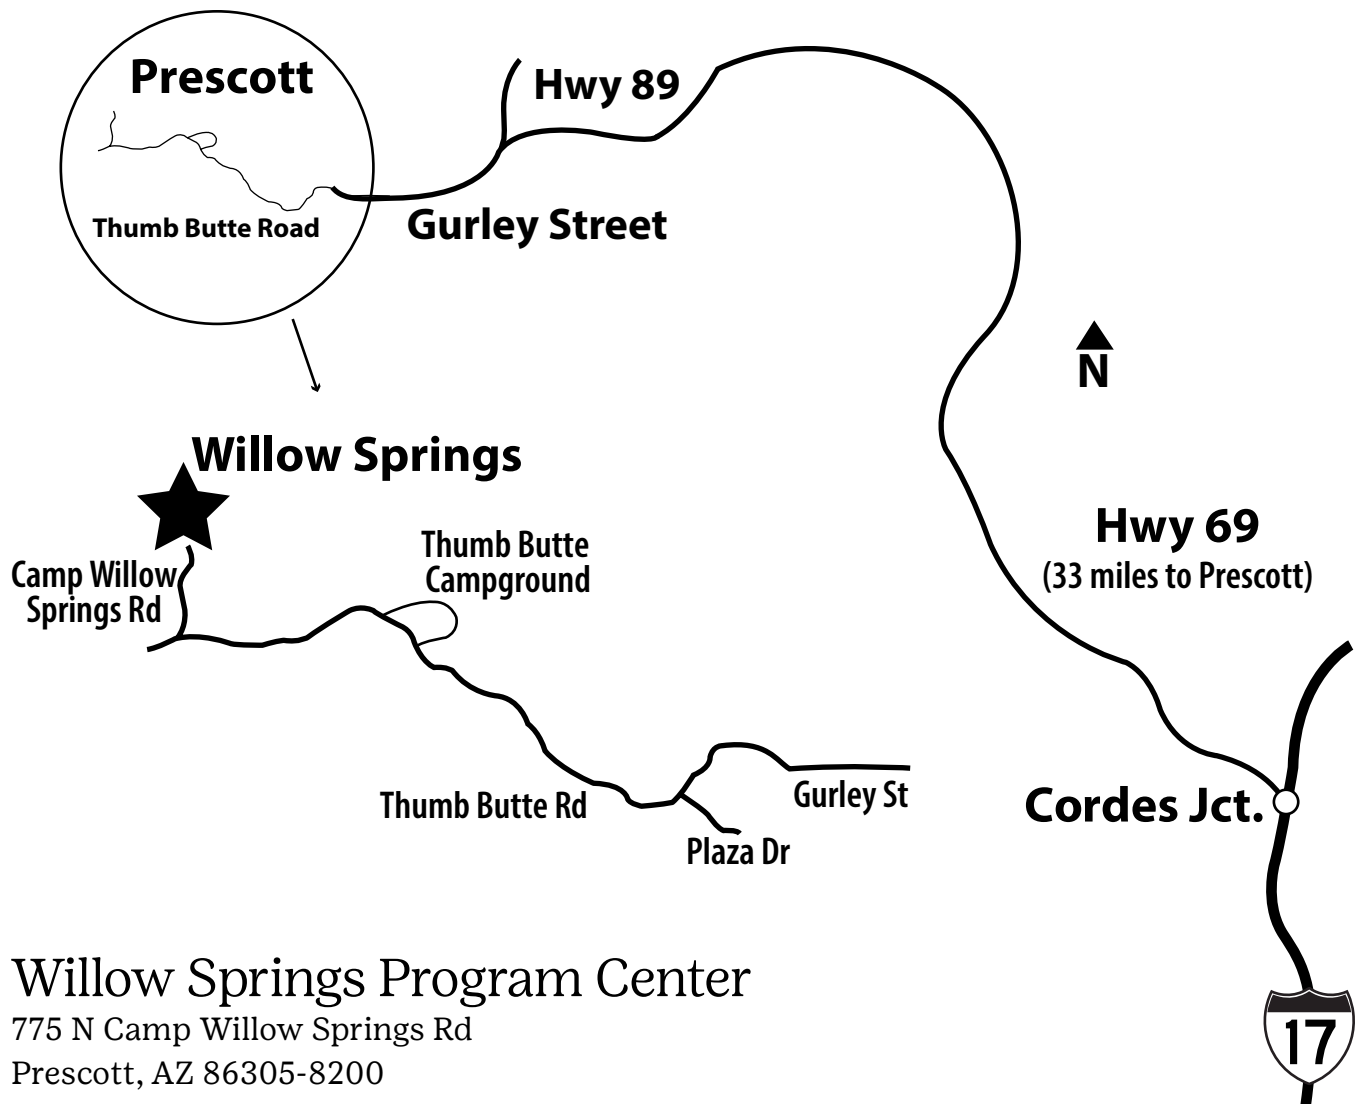 Prescott
Hwy 89
Thumb Butte Road
Gurley Street
N
Willow Springs
Hwy 69
(33 miles to Prescott)
Thumb Butte
Campground
Camp Willow
Springs Rd
Thumb Butte Rd
Gurley St
Cordes Jct.
Plaza Dr
Willow Springs Program Center
775 N Camp Willow Springs Rd
Prescott, AZ 86305-8200
17